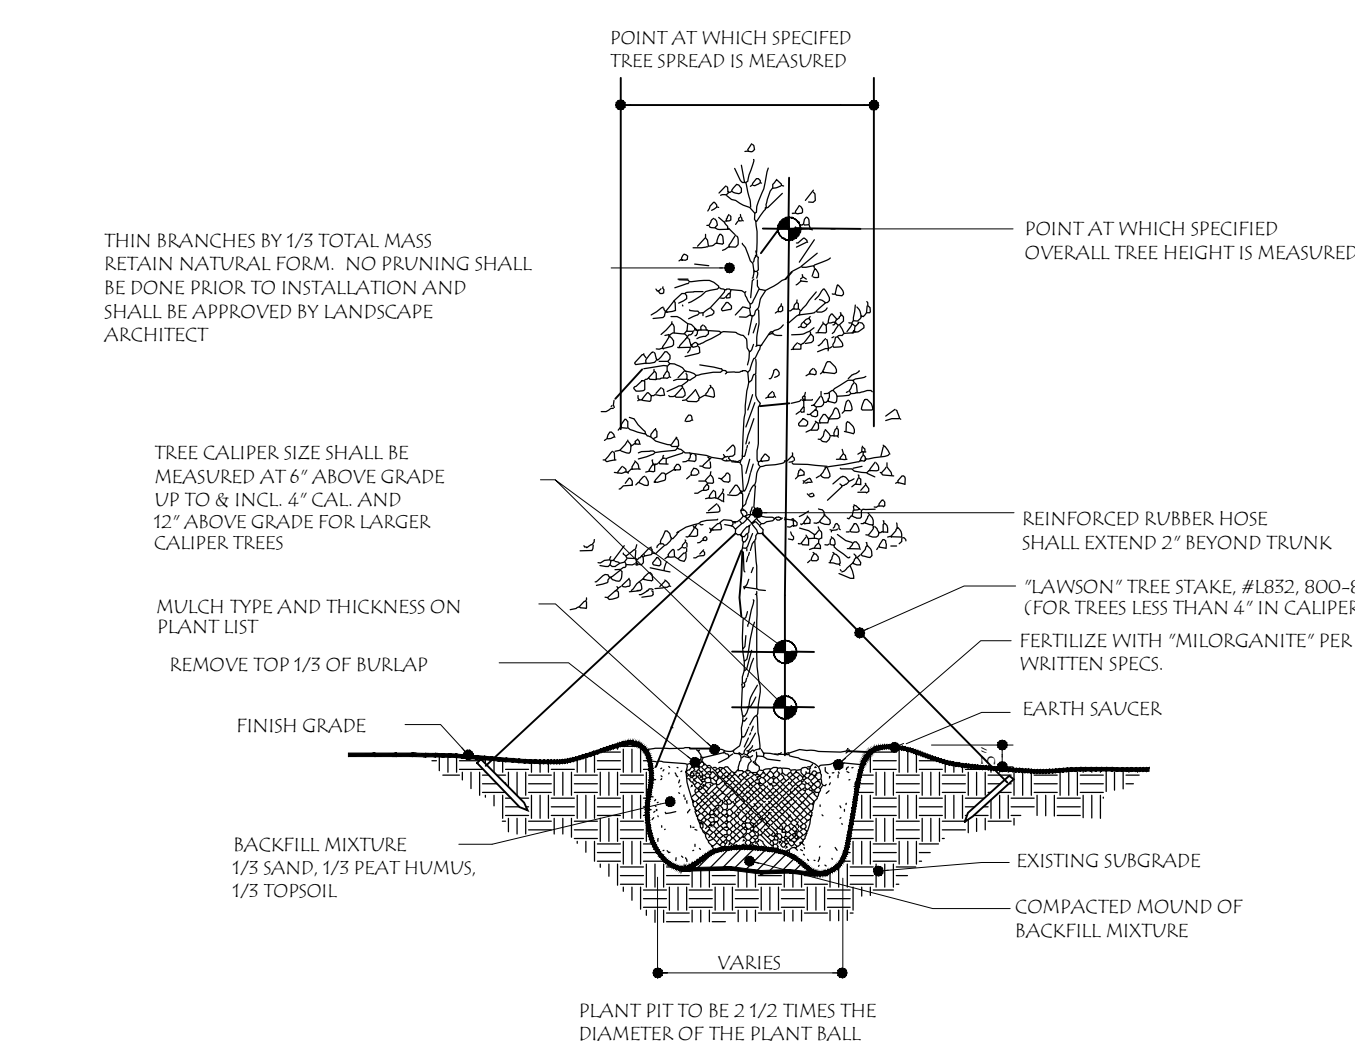 POINT AT WHICH SPECIFED
TREE SPREAD IS MEASURED
THIN BRANCHES BY 1/3 TOTAL MASS
RETAIN NATURAL FORM. NO PRUNING SHALL
BE DONE PRIOR TO INSTALLATION AND
SHALL BE APPROVED BY LANDSCAPE
ARCHITECT
POINT AT WHICH SPECIFIED
OVERALL TREE HEIGHT IS MEASURED
TREE CALIPER SIZE SHALL BE
MEASURED AT 6" ABOVE GRADE
UP TO & INCL. 4" CAL. AND
12" ABOVE GRADE FOR LARGER
CALIPER TREES
REINFORCED RUBBER HOSE
SHALL EXTEND 2" BEYOND TRUNK
"LAWSON" TREE STAKE, #L832, 800-
(FOR TREES LESS THAN 4" IN CALIPER
MULCH TYPE AND THICKNESS ON
PLANT LIST
FERTILIZE WITH "MILORGANITE" PER
WRITTEN SPECS.
REMOVE TOP 1/3 OF BURLAP
EARTH SAUCER
FINISH GRADE
BACKFILL MIXTURE
1/3 SAND, 1/3 PEAT HUMUS,
1/3 TOPSOIL
EXISTING SUBGRADE
COMPACTED MOUND OF
BACKFILL MIXTURE
VARIES
PLANT PIT TO BE 2 1/2 TIMES THE
DIAMETER OF THE PLANT BALL